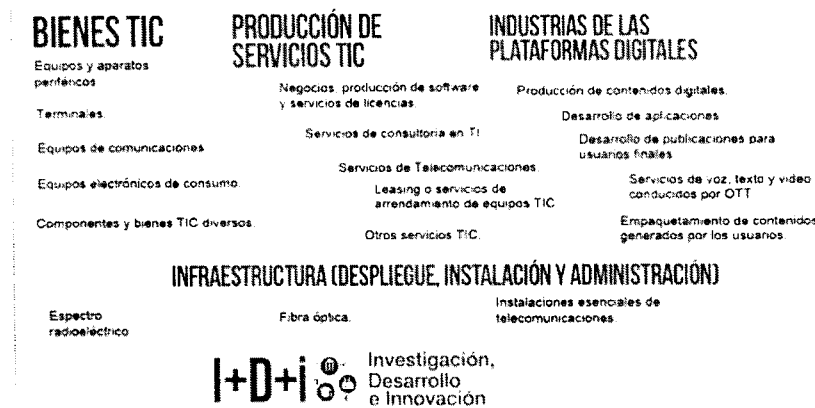 BIENES TIC
Equipos y aparatos
periféricos
Terminales.
Equipos de comunicaciones
Equipos electrónicos de consumo.
Componentes y bienes TIC diversos.
PRODUCCIÓN DE
SERVICIOS TIC
Negocios, producción de software
y servicios de licencias.
Servicios de consultoría en TI
Servicios de Telecomunicaciones.
Leasing o servicios de
arrendamiento de equipos TIC
Otros servicios TIC.
INDUSTRIAS DE LAS
PLATAFORMAS DIGITALES
Producción de contenidos digitales.
Desarrollo de aplicaciones
Desarrollo de publicaciones para
usuarios finales
Servicios de voz, texto y video
conducidos por OTT
Empaquetamiento de contenidos
generados por los usuarios.
INFRAESTRUCTURA (DESPLIEGUE, INSTALACIÓN Y ADMINISTRACIÓN)
Espectro
radioeléctrico
Fibra óptica.
Instalaciones esenciales de
telecomunicaciones.
I+D+i
Investigación,
Desarrollo
e Innovación